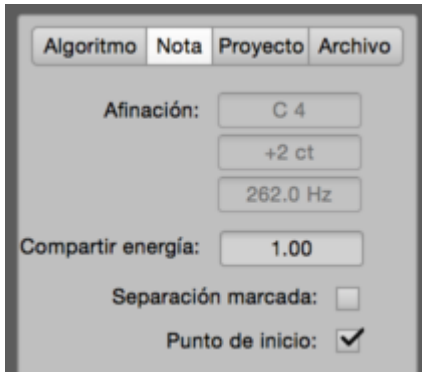 Algoritmo Nota Proyecto Archivo
Afinación: C 4
+2 ct
262.0 Hz
Compartir energía: 1.00
Separación marcada:
Punto de inicio: